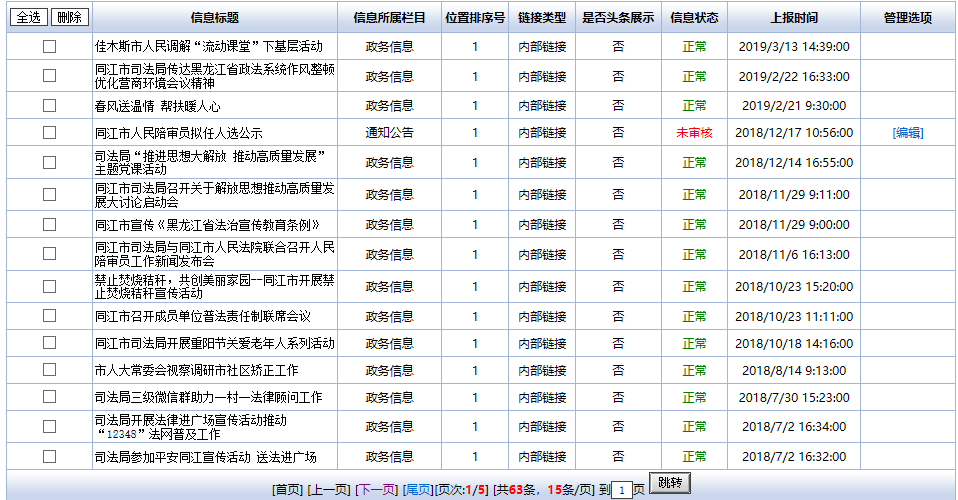 全选 删除 信息标题 信息所属栏目 位置排序号 链接类型 是否头条展示 信息状态 上报时间 管理选项
佳木斯市人民调解“流动课堂”下基层活动 政务信息 1 内部链接 否 正常 2019/3/13 14:39:00
同江市司法局传达黑龙江省政法系统作风整顿
优化营商环境会议精神 政务信息 1 内部链接 否 正常 2019/2/22 16:33:00
春风送温情 帮扶暖人心 政务信息 1 内部链接 否 正常 2019/2/21 9:30:00
同江市人民陪审员拟任人选公示 通知公告 1 内部链接 否 未审核 2018/12/17 10:56:00 [编辑]
司法局“推进思想大解放 推动高质量发展”
主题党课活动 政务信息 1 内部链接 否 正常 2018/12/14 16:55:00
同江市司法局召开关于解放思想推动高质量发
展大讨论启动会 政务信息 1 内部链接 否 正常 2018/11/29 9:11:00
同江市宣传《黑龙江省法治宣传教育条例》 政务信息 1 内部链接 否 正常 2018/11/29 9:00:00
同江市司法局与同江市人民法院联合召开人民
陪审员工作新闻发布会 政务信息 1 内部链接 否 正常 2018/11/6 16:13:00
禁止焚烧秸秆，共创美丽家园--同江市开展禁
止焚烧秸秆宣传活动 政务信息 1 内部链接 否 正常 2018/10/23 15:20:00
同江市召开成员单位普法责任制联席会议 政务信息 1 内部链接 否 正常 2018/10/23 11:11:00
同江市司法局开展重阳节关爱老年人系列活动 政务信息 1 内部链接 否 正常 2018/10/18 14:16:00
市人大常委会视察调研市社区矫正工作 政务信息 1 内部链接 否 正常 2018/8/14 9:13:00
司法局三级微信群助力一村一法律顾问工作 政务信息 1 内部链接 否 正常 2018/7/30 15:23:00
司法局开展法律进广场宣传活动推动
“12348”法网普及工作 政务信息 1 内部链接 否 正常 2018/7/2 16:34:00
司法局参加平安同江宣传活动 送法进广场 政务信息 1 内部链接 否 正常 2018/7/2 16:32:00
[首页] [上一页] [下一页] [尾页][页次:1/5] [共63条，15条/页] 到 1 页 跳转